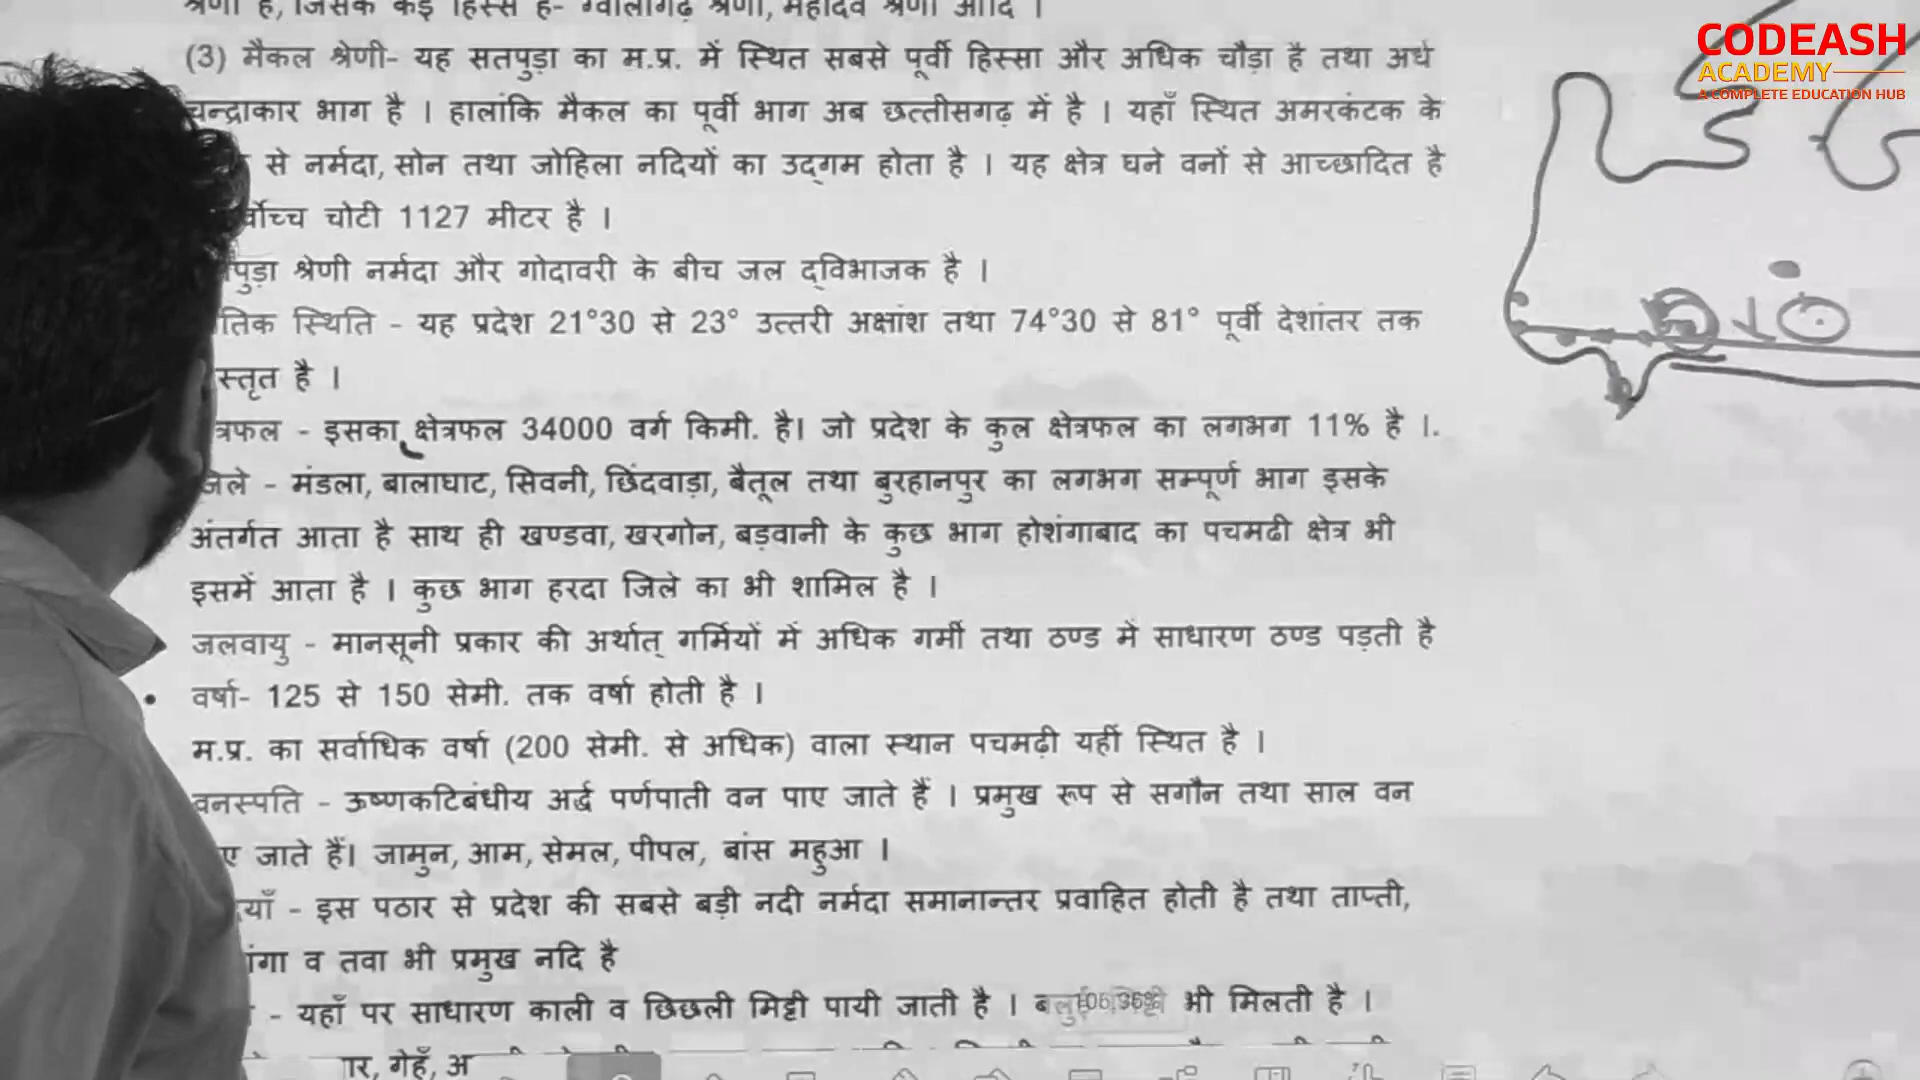 श्रेणी है, जिसके कई हिस्से है- ग्वालीगढ़ श्रेणी, महादेव श्रेणी आदि ।
CODEASH
ACADEMY
A COMPLETE EDUCATION HUB
(3) मैकल श्रेणी- यह सतपुड़ा का म.प्र. में स्थित सबसे पूर्वी हिस्सा और अधिक चौड़ा है तथा अर्ध
चन्द्राकार भाग है । हालांकि मैकल का पूर्वी भाग अब छत्तीसगढ़ में है । यहाँ स्थित अमरकंटक के
से नर्मदा, सोन तथा जोहिला नदियों का उद्गम होता है । यह क्षेत्र घने वनों से आच्छादित है
र्वोच्च चोटी 1127 मीटर है ।
पुड़ा श्रेणी नर्मदा और गोदावरी के बीच जल द्विभाजक है ।
तिक स्थिति - यह प्रदेश 21°30 से 23° उत्तरी अक्षांश तथा 74°30 से 81° पूर्वी देशांतर तक
स्तृत है ।
त्रफल - इसका क्षेत्रफल 34000 वर्ग किमी. है। जो प्रदेश के कुल क्षेत्रफल का लगभग 11% है ।.
जिले - मंडला, बालाघाट, सिवनी, छिंदवाड़ा, बैतूल तथा बुरहानपुर का लगभग सम्पूर्ण भाग इसके
अंतर्गत आता है साथ ही खण्डवा, खरगोन, बड़वानी के कुछ भाग होशंगाबाद का पचमढी क्षेत्र भी
इसमें आता है । कुछ भाग हरदा जिले का भी शामिल है ।
जलवायु - मानसूनी प्रकार की अर्थात् गर्मियों में अधिक गर्मी तथा ठण्ड में साधारण ठण्ड पड़ती है
• वर्षा- 125 से 150 सेमी. तक वर्षा होती है ।
म.प्र. का सर्वाधिक वर्षा (200 सेमी. से अधिक) वाला स्थान पचमढ़ी यहीं स्थित है ।
वनस्पति - ऊष्णकटिबंधीय अर्द्ध पर्णपाती वन पाए जाते हैं । प्रमुख रूप से सगौन तथा साल वन
ए जाते हैं। जामुन, आम, सेमल, पीपल, बांस महुआ ।
याँ - इस पठार से प्रदेश की सबसे बड़ी नदी नर्मदा समानान्तर प्रवाहित होती है तथा ताप्ती,
गंगा व तवा भी प्रमुख नदि है
- यहाँ पर साधारण काली व छिछली मिट्टी पायी जाती है । भी मिलती है ।
गेहूँ,